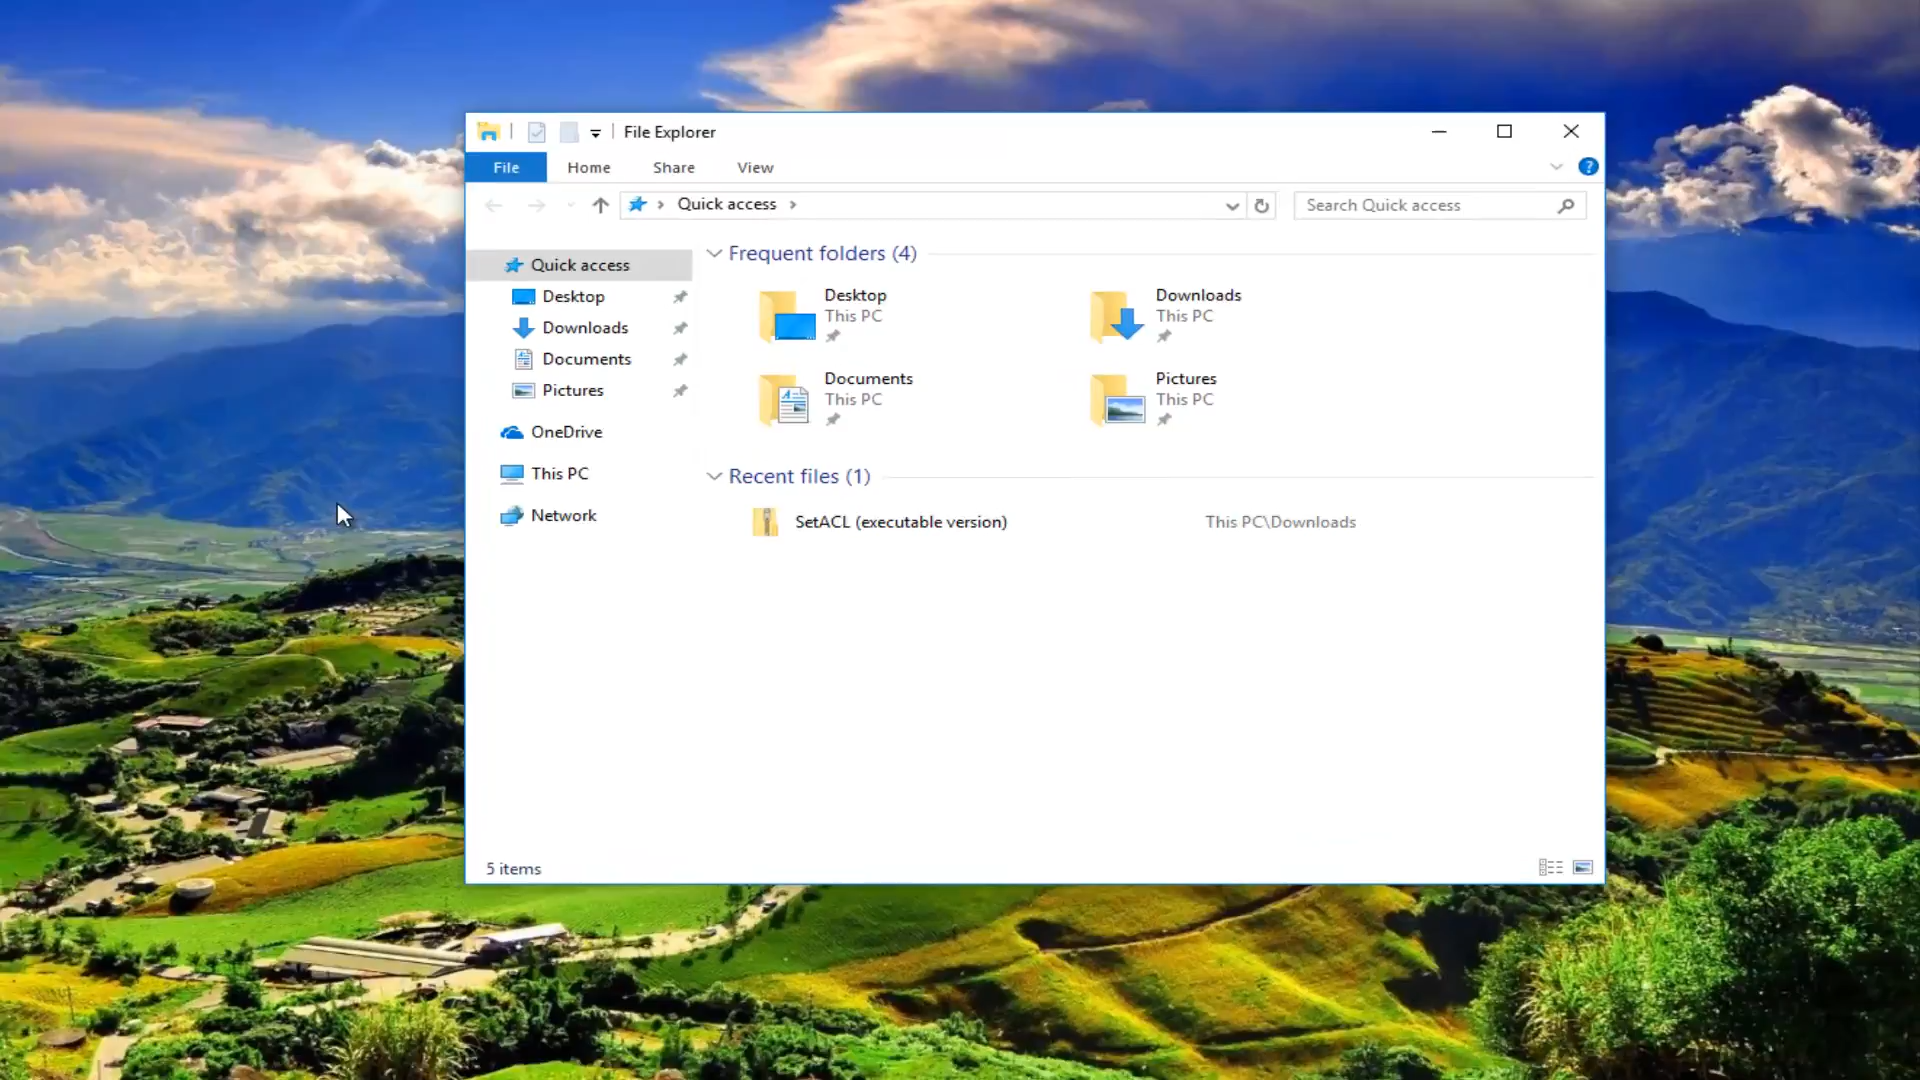 File Explorer
File Home Share View
Quick access
Search Quick access
Quick access
Desktop
Downloads
Documents
Pictures
OneDrive
This PC
Network
Frequent folders (4)
Desktop
This PC
Downloads
This PC
Documents
This PC
Pictures
This PC
Recent files (1)
SetACL (executable version) This PC\Downloads
5 items